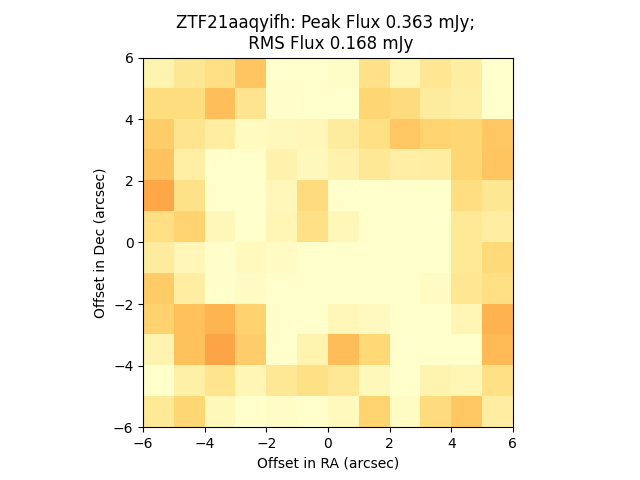 ZTF21aaqyifh: Peak Flux 0.363 mJy;
RMS Flux 0.168 mJy
6
4
2
0
−2
−4
−6
Offset in Dec (arcsec)
−6 −4 −2 0 2 4 6
Offset in RA (arcsec)